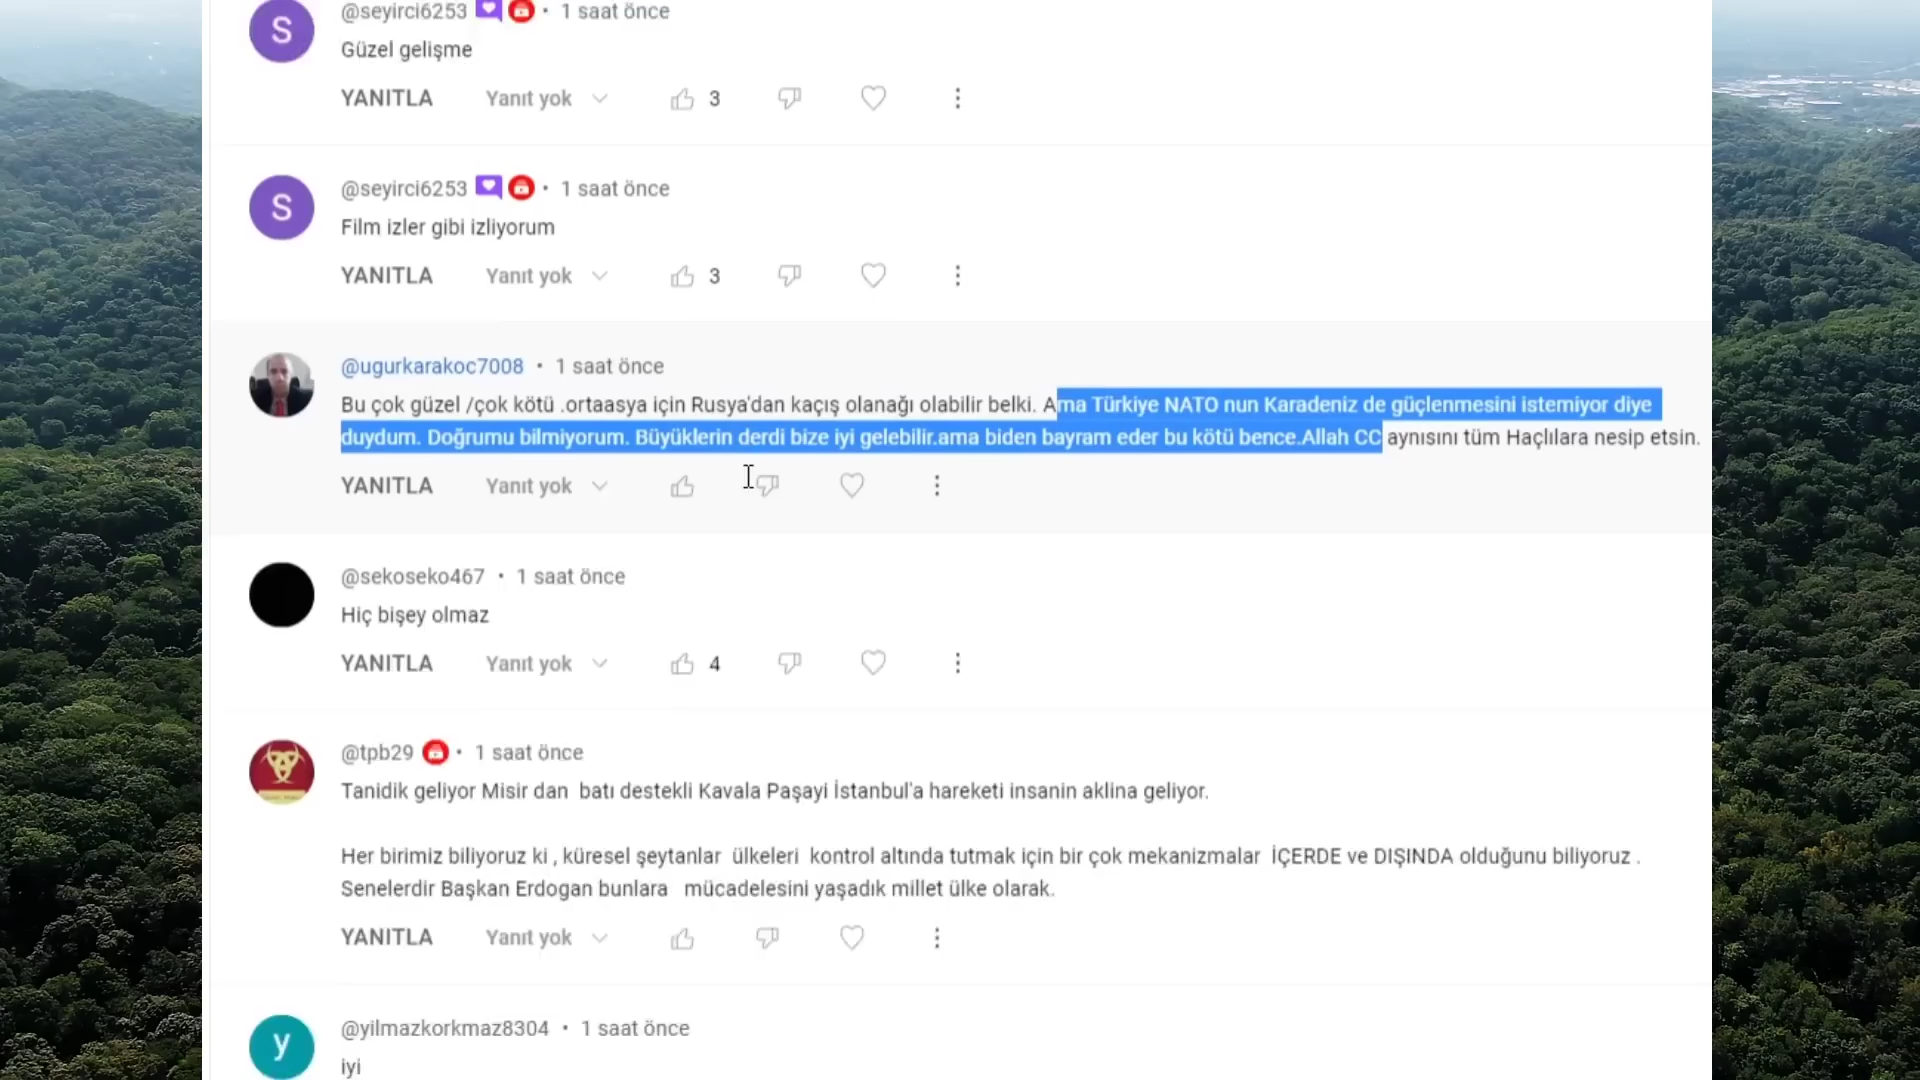 S
@seyirci6253 • 1 saat önce
Güzel gelişme
YANITLA Yanıt yok 3
S
@seyirci6253 • 1 saat önce
Film izler gibi izliyorum
YANITLA Yanıt yok 3
@ugurkarakoc7008 • 1 saat önce
Bu çok güzel /çok kötü .ortaasya için Rusya'dan kaçış olanağı olabilir belki. Ama Türkiye NATO nun Karadeniz de güçlenmesini istemiyor diye
duydum. Doğrumu bilmiyorum. Büyüklerin derdi bize iyi gelebilir.ama biden bayram eder bu kötü bence.Allah CC aynısını tüm Haçlılara nesip etsin.
YANITLA Yanıt yok
@sekoseko467 • 1 saat önce
Hiç bişey olmaz
YANITLA Yanıt yok 4
@tpb29 • 1 saat önce
Tanidik geliyor Misir dan batı destekli Kavala Paşayi İstanbul'a hareketi insanin aklina geliyor.
Her birimiz biliyoruz ki , küresel şeytanlar ülkeleri kontrol altında tutmak için bir çok mekanizmalar İÇERDE ve DIŞINDA olduğunu biliyoruz .
Senelerdir Başkan Erdogan bunlara mücadelesini yaşadık millet ülke olarak.
YANITLA Yanıt yok
y
@yilmazkorkmaz8304 • 1 saat önce
iyi